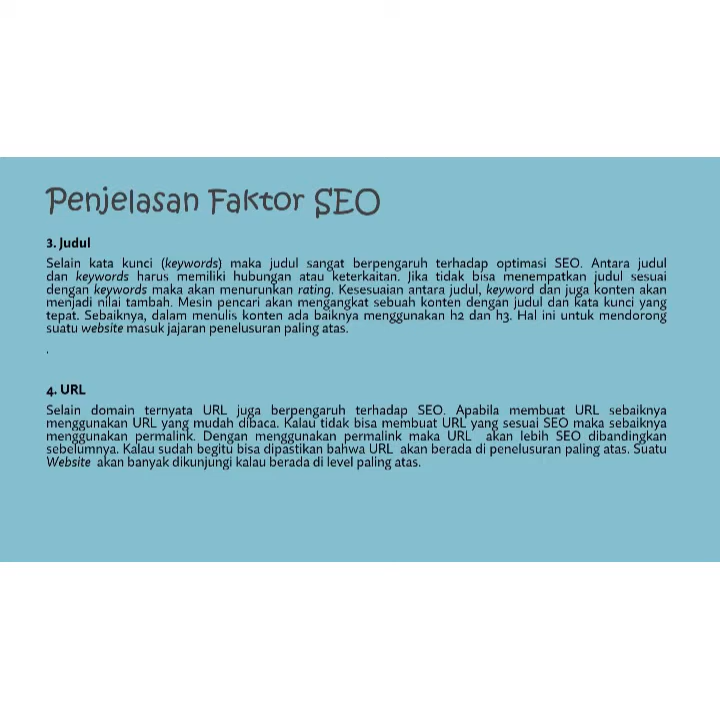 Penjelasan Faktor SEO
3. Judul
Selain kata kunci (keywords) maka judul sangat berpengaruh terhadap optimasi SEO. Antara judul
dan keywords harus memiliki hubungan atau keterkaitan. Jika tidak bisa menempatkan judul sesuai
dengan keywords maka akan menurunkan rating. Kesesuaian antara judul, keyword dan juga konten akan
menjadi nilai tambah. Mesin pencari akan mengangkat sebuah konten dengan judul dan kata kunci yang
tepat. Sebaiknya, dalam menulis konten ada baiknya menggunakan h2 dan h3. Hal ini untuk mendorong
suatu website masuk jajaran penelusuran paling atas.
.
4. URL
Selain domain ternyata URL juga berpengaruh terhadap SEO. Apabila membuat URL sebaiknya
menggunakan URL yang mudah dibaca. Kalau tidak bisa membuat URL yang sesuai SEO maka sebaiknya
menggunakan permalink. Dengan menggunakan permalink maka URL akan lebih SEO dibandingkan
sebelumnya. Kalau sudah begitu bisa dipastikan bahwa URL akan berada di penelusuran paling atas. Suatu
Website akan banyak dikunjungi kalau berada di level paling atas.